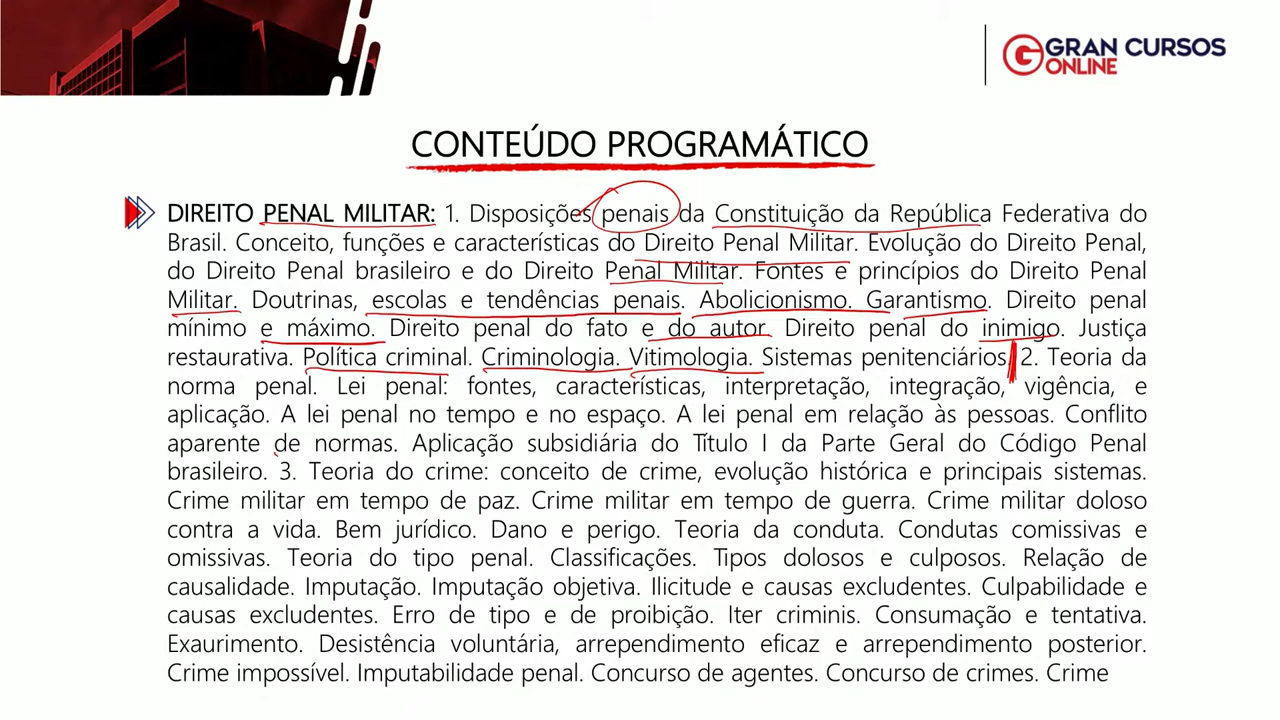 GRAN CURSOS
ONLINE
CONTEÚDO PROGRAMÁTICO
DIREITO PENAL MILITAR: 1. Disposições penais da Constituição da República Federativa do
Brasil. Conceito, funções e características do Direito Penal Militar. Evolução do Direito Penal,
do Direito Penal brasileiro e do Direito Penal Militar. Fontes e princípios do Direito Penal
Militar. Doutrinas, escolas e tendências penais. Abolicionismo. Garantismo. Direito penal
mínimo e máximo. Direito penal do fato e do autor. Direito penal do inimigo. Justiça
restaurativa. Política criminal. Criminologia. Vitimologia. Sistemas penitenciários. 2. Teoria da
norma penal. Lei penal: fontes, características, interpretação, integração, vigência, e
aplicação. A lei penal no tempo e no espaço. A lei penal em relação às pessoas. Conflito
aparente de normas. Aplicação subsidiária do Título I da Parte Geral do Código Penal
brasileiro. 3. Teoria do crime: conceito de crime, evolução histórica e principais sistemas.
Crime militar em tempo de paz. Crime militar em tempo de guerra. Crime militar doloso
contra a vida. Bem jurídico. Dano e perigo. Teoria da conduta. Condutas comissivas e
omissivas. Teoria do tipo penal. Classificações. Tipos dolosos e culposos. Relação de
causalidade. Imputação. Imputação objetiva. Ilicitude e causas excludentes. Culpabilidade e
causas excludentes. Erro de tipo e de proibição. Iter criminis. Consumação e tentativa.
Exaurimento. Desistência voluntária, arrependimento eficaz e arrependimento posterior.
Crime impossível. Imputabilidade penal. Concurso de agentes. Concurso de crimes. Crime